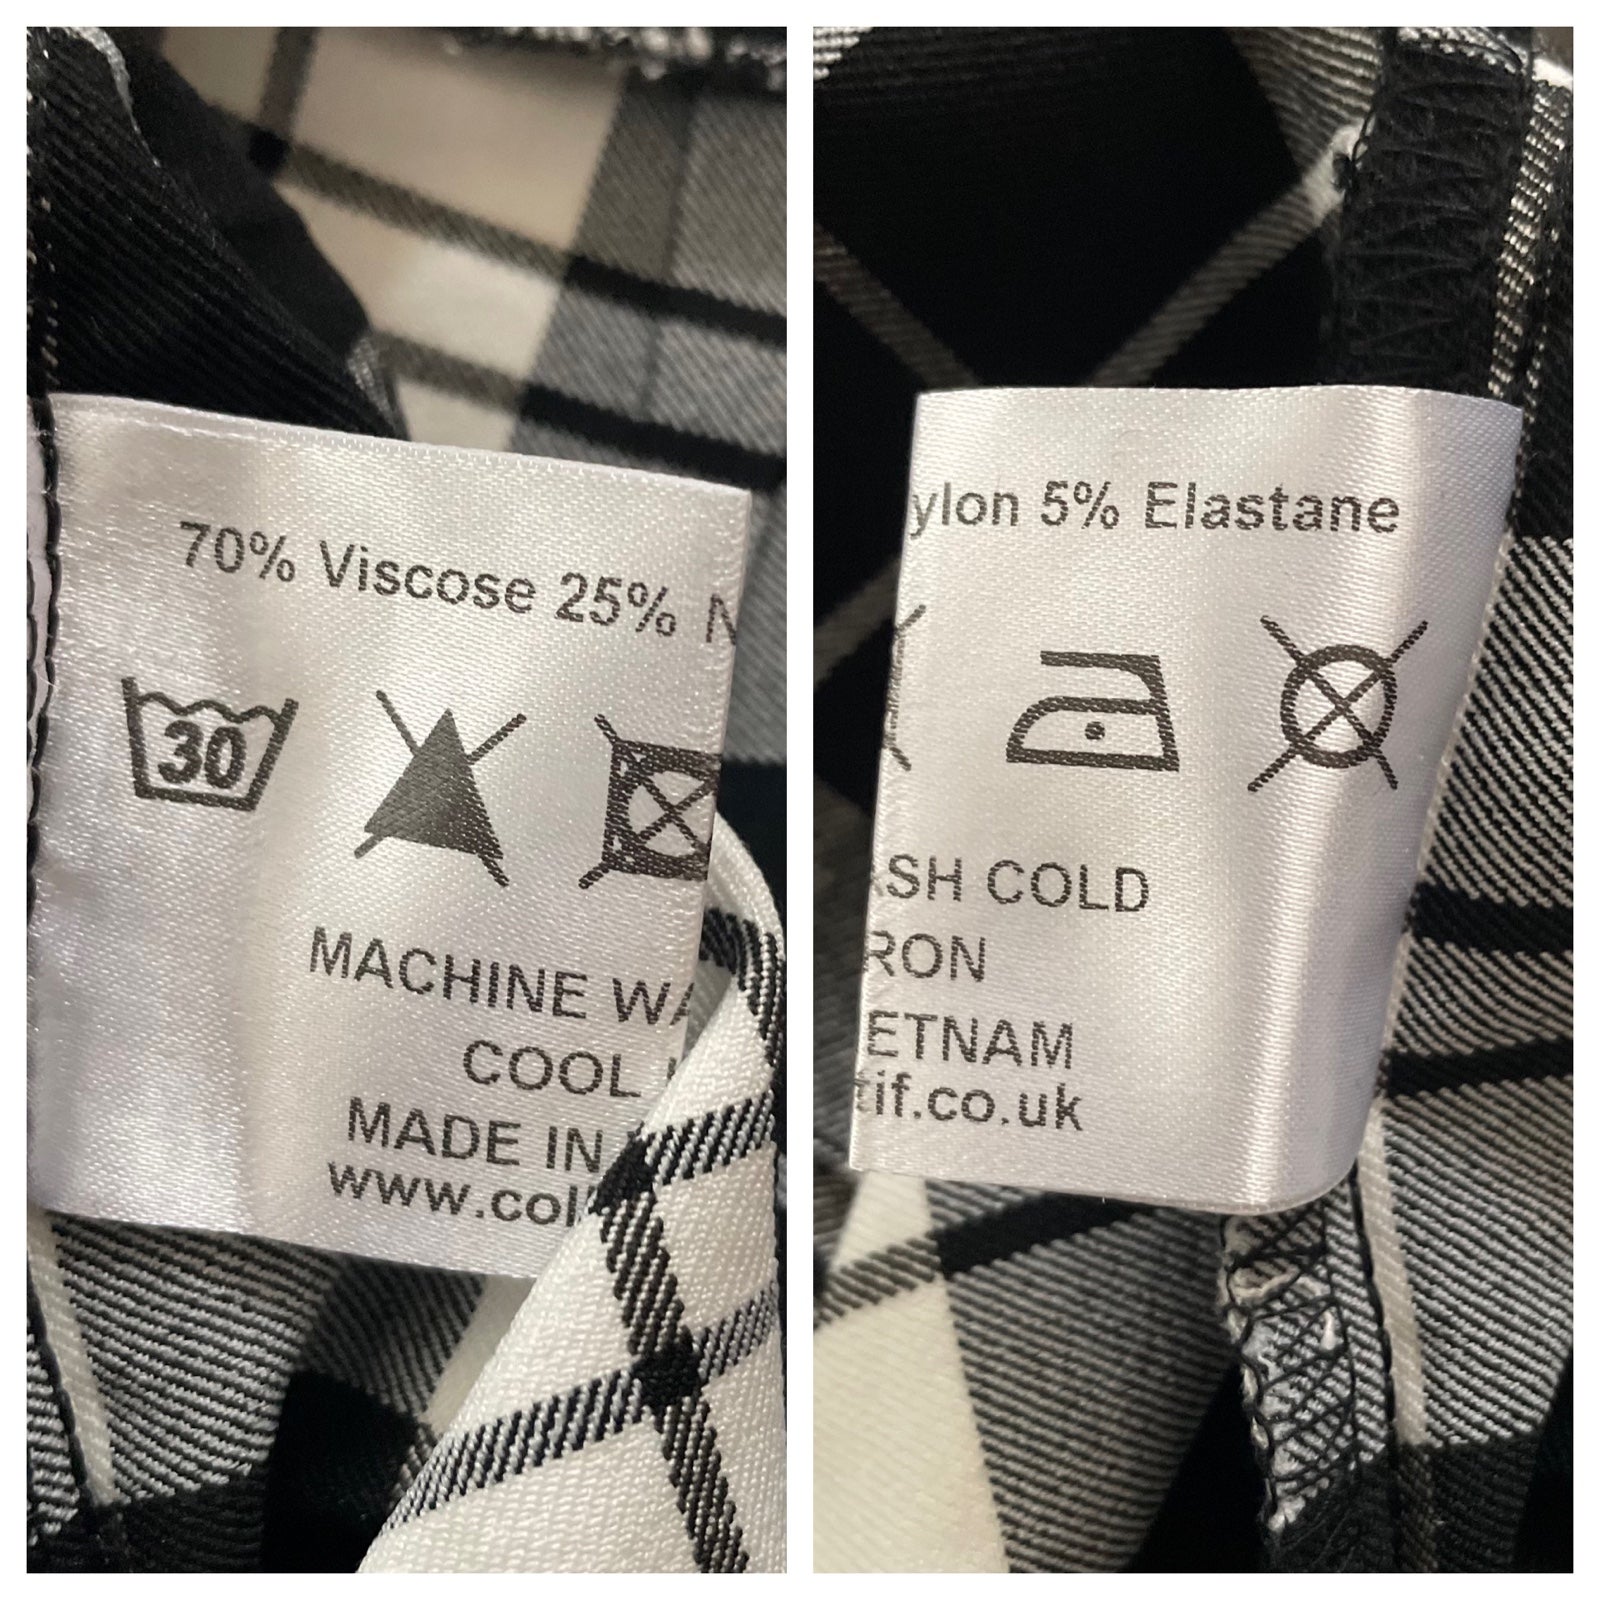 70% Viscose 25% N
30
MACHINE WA
COOL
MADE IN
www.col
ylon 5% Elastane
SH COLD
RON
ETNAM
tif.co.uk